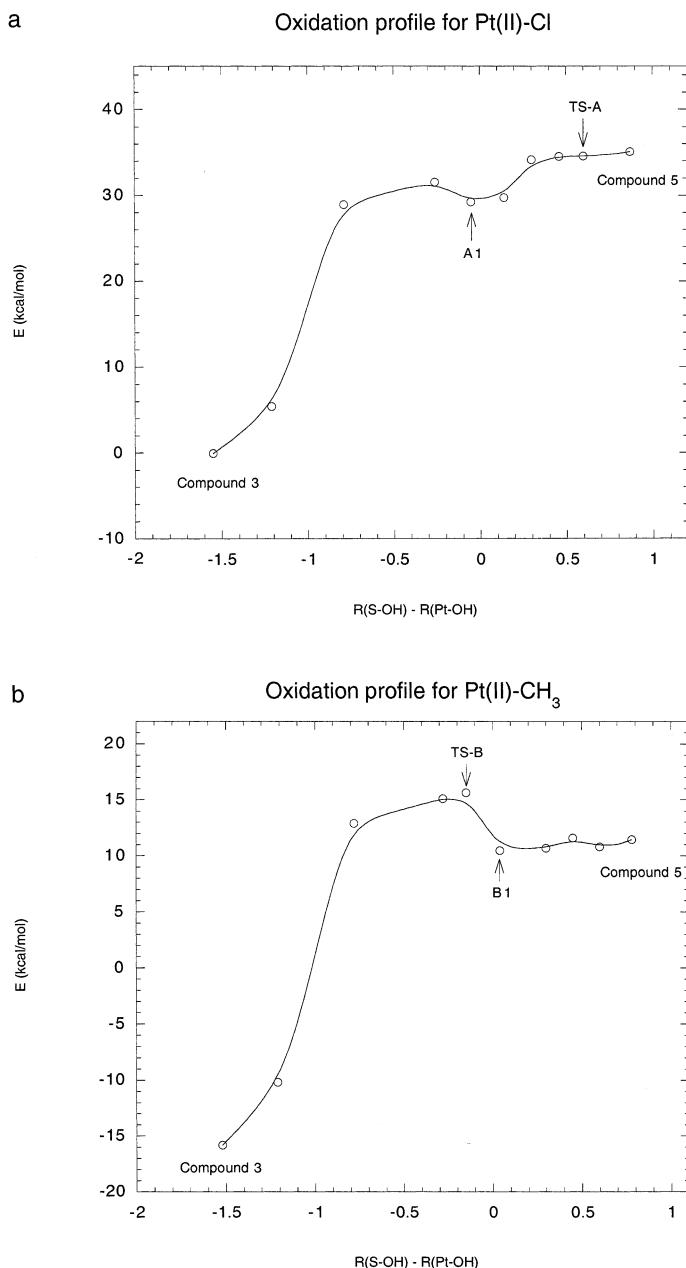 a
Oxidation profile for Pt(II)-Cl
40
30
20
10
0
-10
E (kcal/mol)
TS-A
Compound 5
A1
Compound 3
-2 -1.5 -1 -0.5 0 0.5 1
R(S-OH) - R(Pt-OH)
b
Oxidation profile for Pt(II)-CH3
20
15
10
5
0
-5
-10
-15
-20
E (kcal/mol)
TS-B
Compound 5
B1
Compound 3
-2 -1.5 -1 -0.5 0 0.5 1
R(S-OH) - R(Pt-OH)